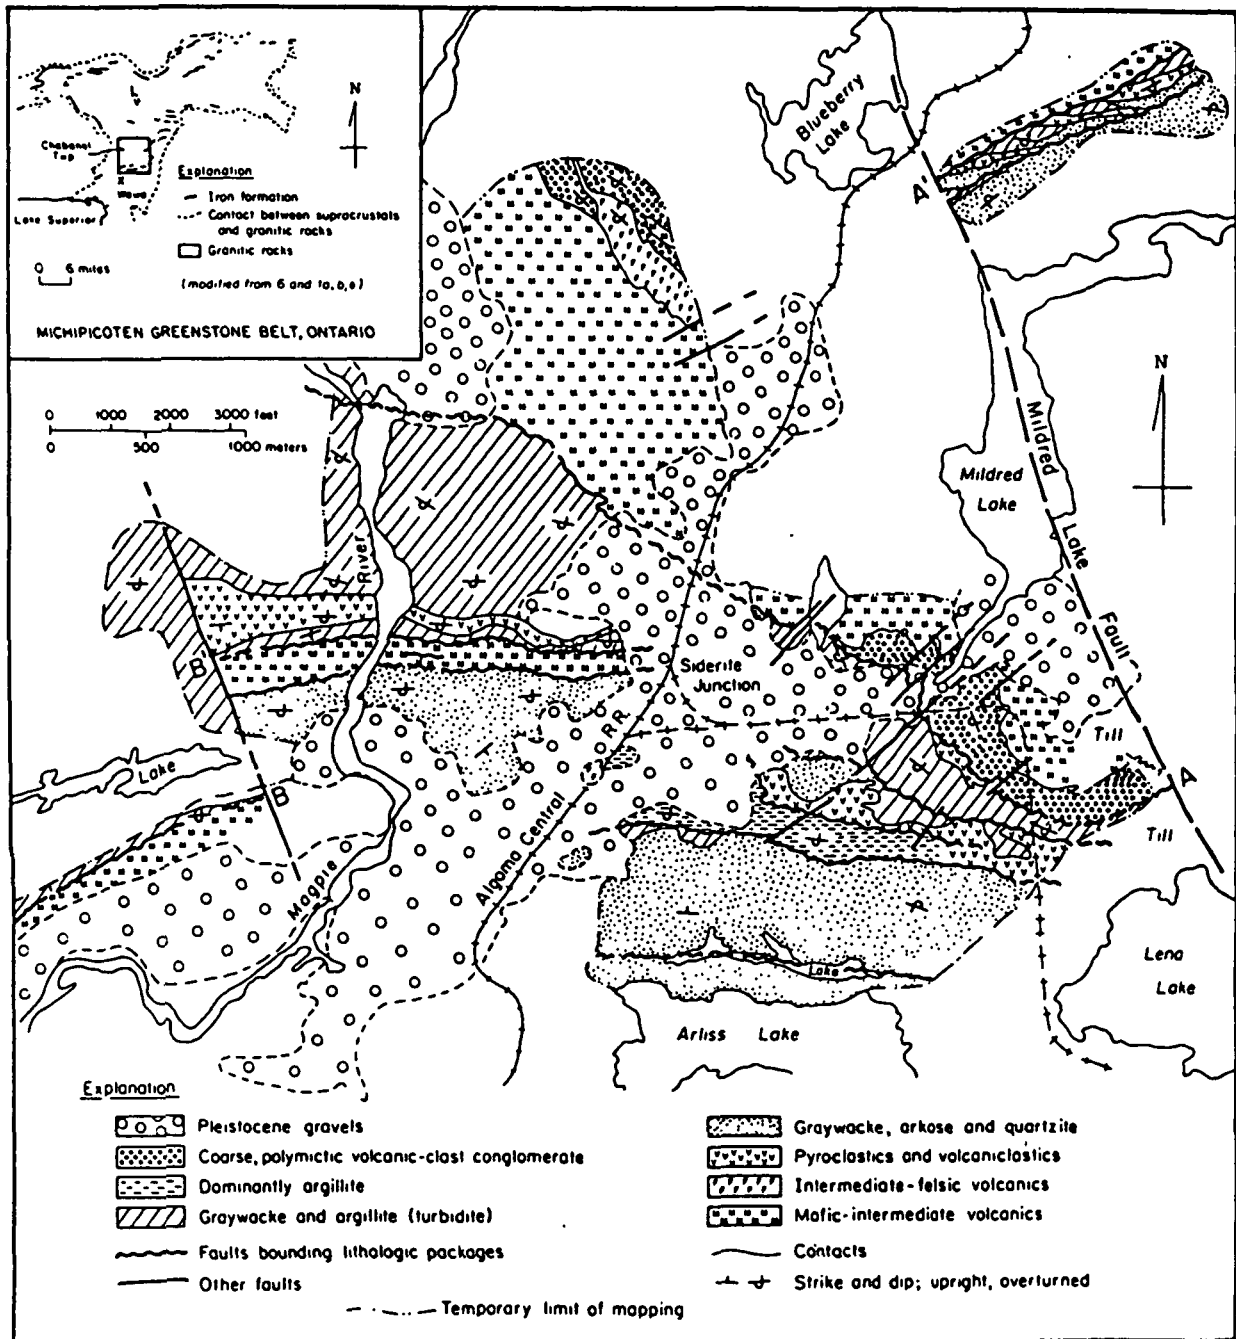 N
Chabanel
Twp
Wawa
Lake Superior
Explanation
Iron formation
Contact between supracrustals
and granitic rocks
Granitic rocks
0 6 miles
(modified from 6 and 1a, b, e)
MICHIPICOTEN GREENSTONE BELT, ONTARIO
Blueberry
Lake
A'
N
0 1000 2000 3000 feet
0 500 1000 meters
Mildred
Lake
Fault
Mildred
Lake
River
B'
Siderite
Junction
R.R.
Till
A
Lake
B
Till
Algoma Central
Magpie
Lake
Lena
Lake
Arliss Lake
Explanation
Pleistocene gravels
Coarse, polymictic volcanic-clast conglomerate
Dominantly argillite
Graywacke and argillite (turbidite)
Faults bounding lithologic packages
Other faults
Graywacke, arkose and quartzite
Pyroclastics and volcaniclastics
Intermediate-felsic volcanics
Mafic-intermediate volcanics
Contacts
Strike and dip; upright, overturned
Temporary limit of mapping